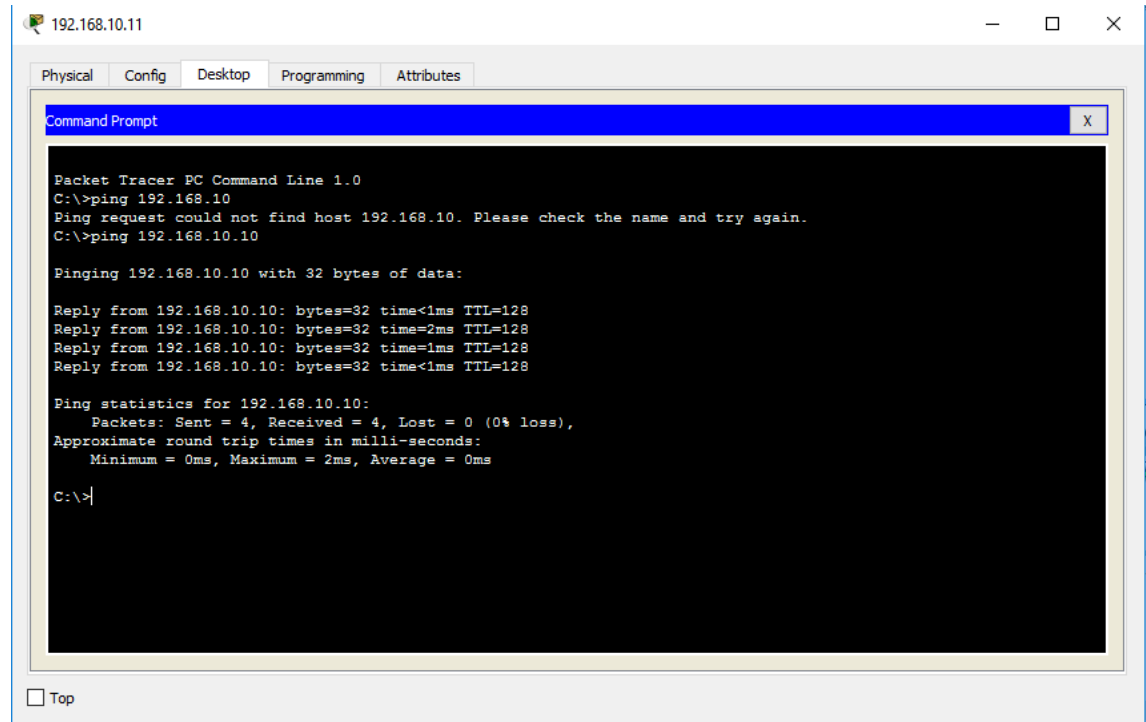 192.168.10.11
Physical Config Desktop Programming Attributes
Command Prompt X
Packet Tracer PC Command Line 1.0
C:\>ping 192.168.10
Ping request could not find host 192.168.10. Please check the name and try again.
C:\>ping 192.168.10.10
Pinging 192.168.10.10 with 32 bytes of data:
Reply from 192.168.10.10: bytes=32 time<1ms TTL=128
Reply from 192.168.10.10: bytes=32 time=2ms TTL=128
Reply from 192.168.10.10: bytes=32 time=1ms TTL=128
Reply from 192.168.10.10: bytes=32 time<1ms TTL=128
Ping statistics for 192.168.10.10:
Packets: Sent = 4, Received = 4, Lost = 0 (0% loss),
Approximate round trip times in milli-seconds:
Minimum = 0ms, Maximum = 2ms, Average = 0ms
C:\>
Top